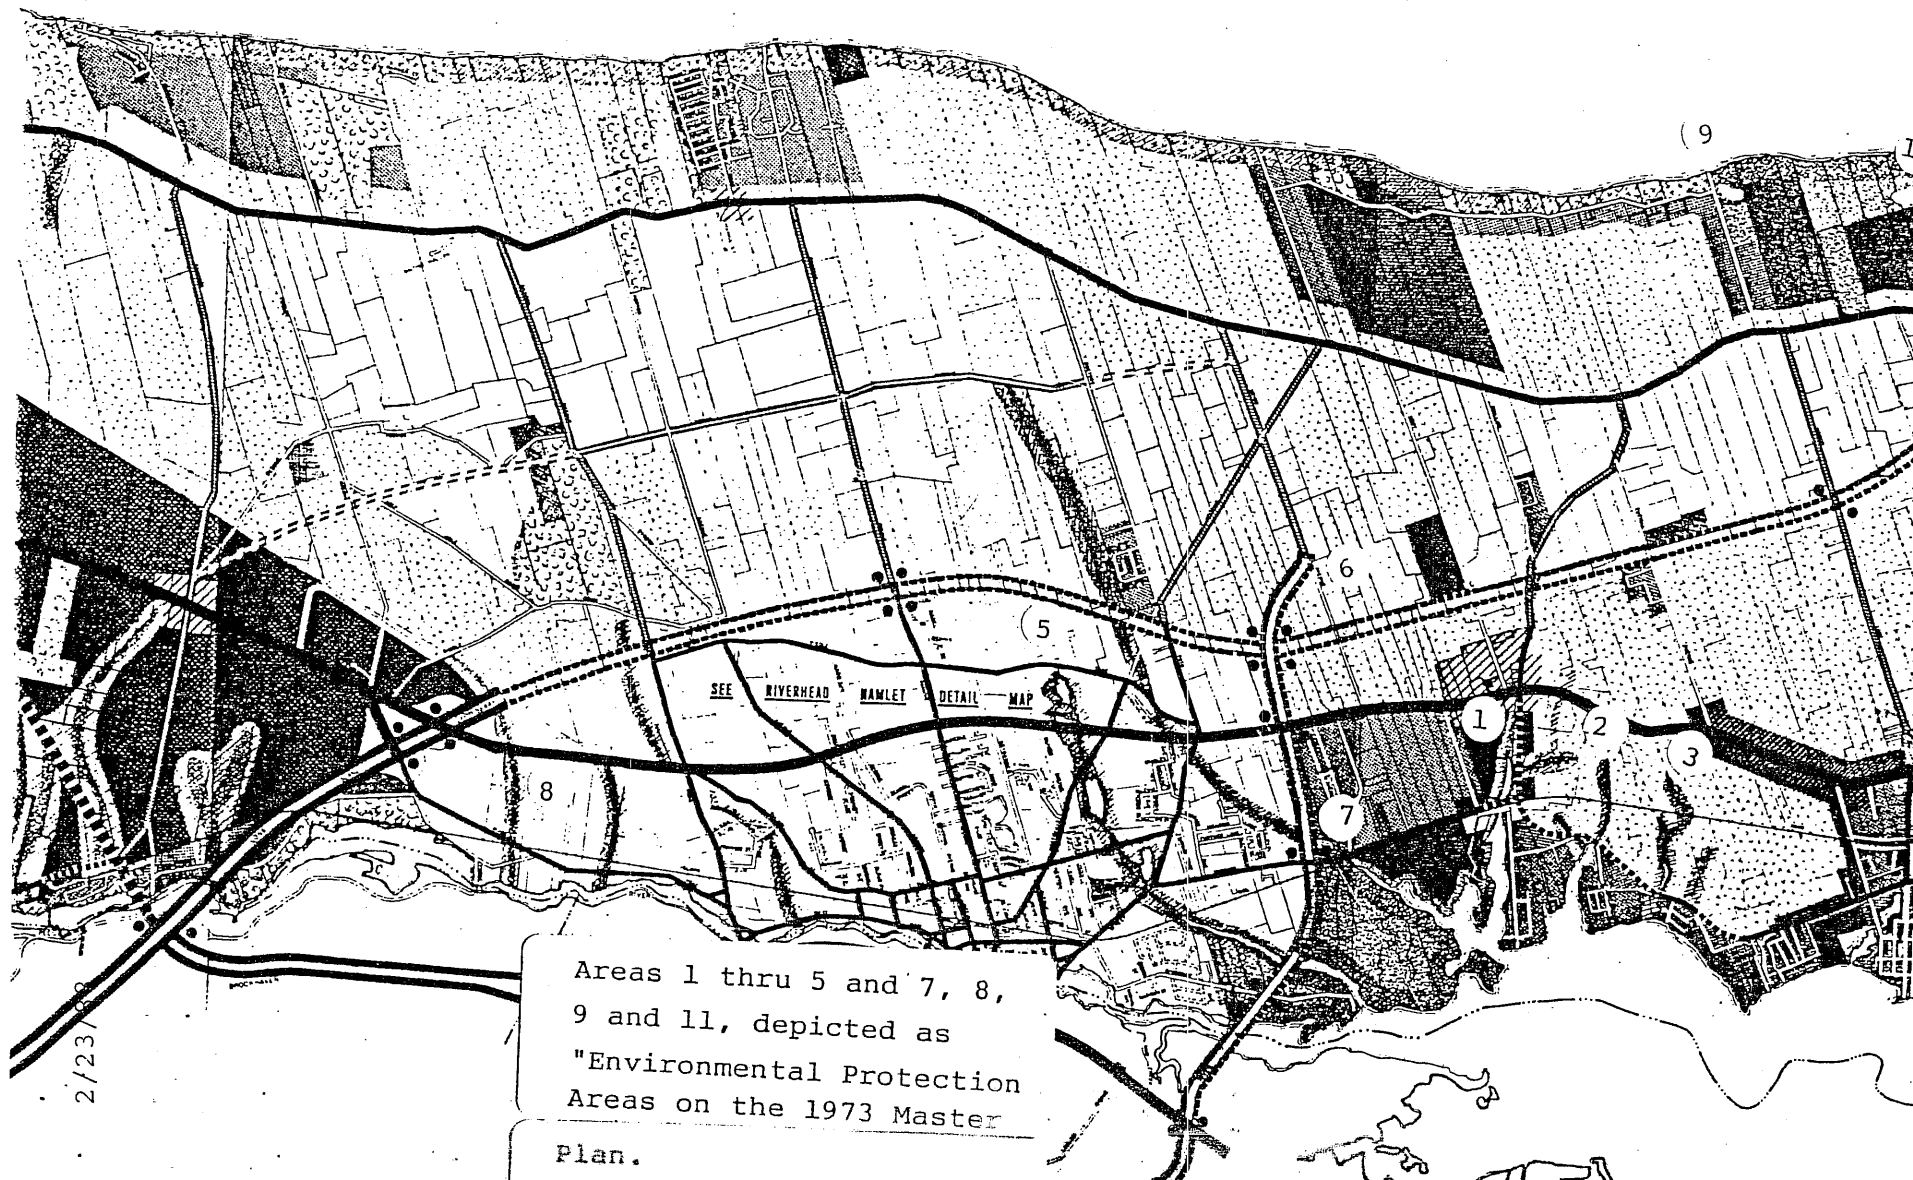 (9
1
6
(5
SEE RIVERHEAD HAMLET DETAIL MAP
1
2
3
8
7
Areas 1 thru 5 and 7, 8,
9 and 11, depicted as
"Environmental Protection
Areas on the 1973 Master
Plan.
2/23/